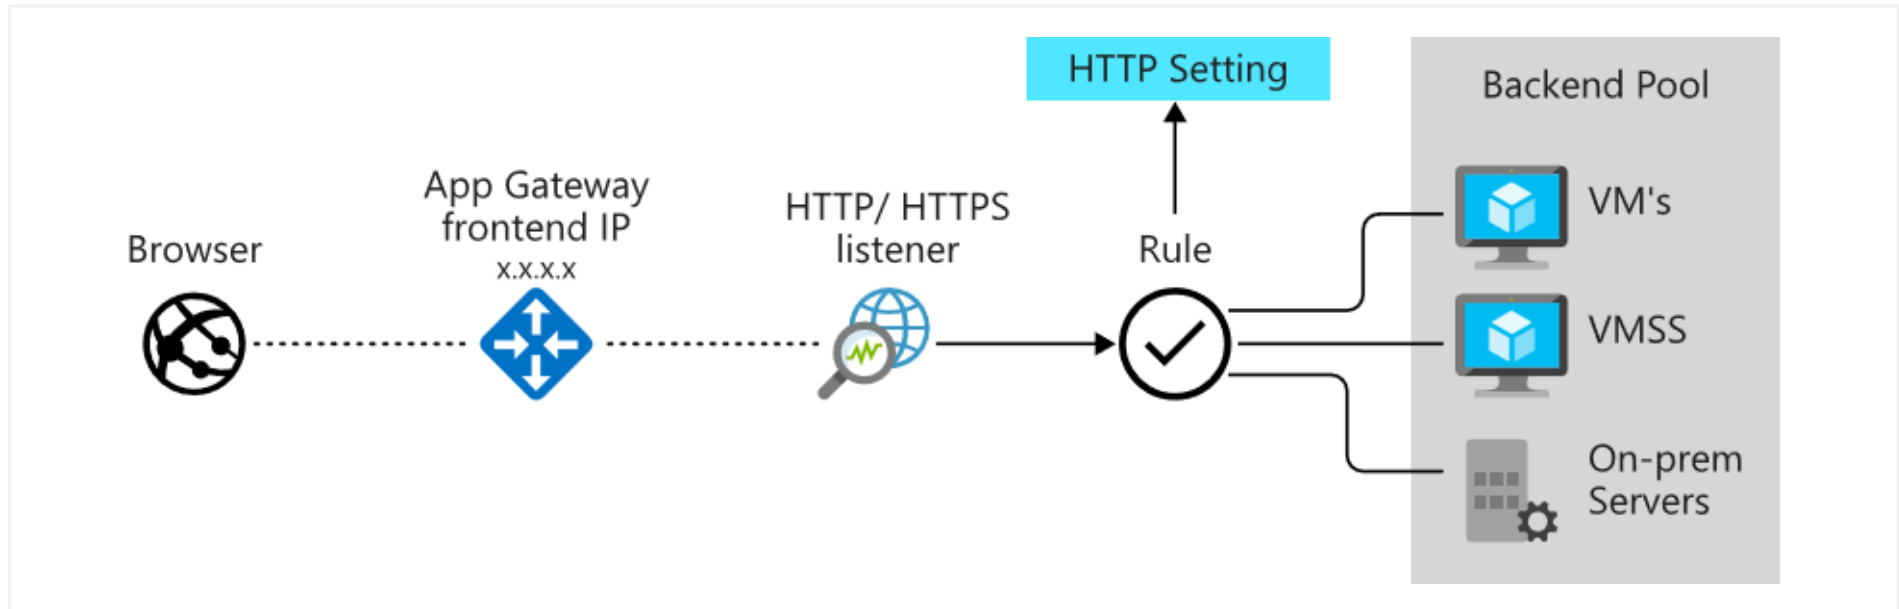 Browser
App Gateway
frontend IP
x.x.x.x
HTTP/ HTTPS
listener
Rule
HTTP Setting
Backend Pool
VM's
VMSS
On-prem
Servers